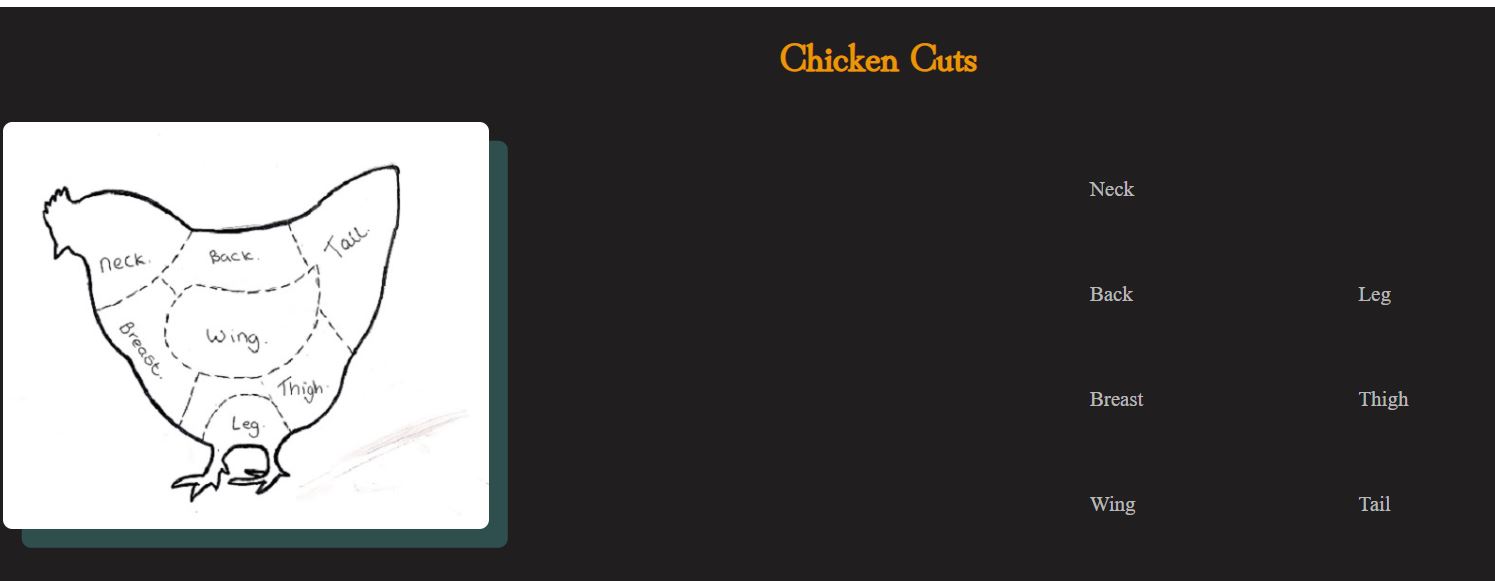 Chicken Cuts
neck.
Back.
Tail.
Breast.
Wing.
Thigh.
Leg.
Neck
Back
Leg
Breast
Thigh
Wing
Tail